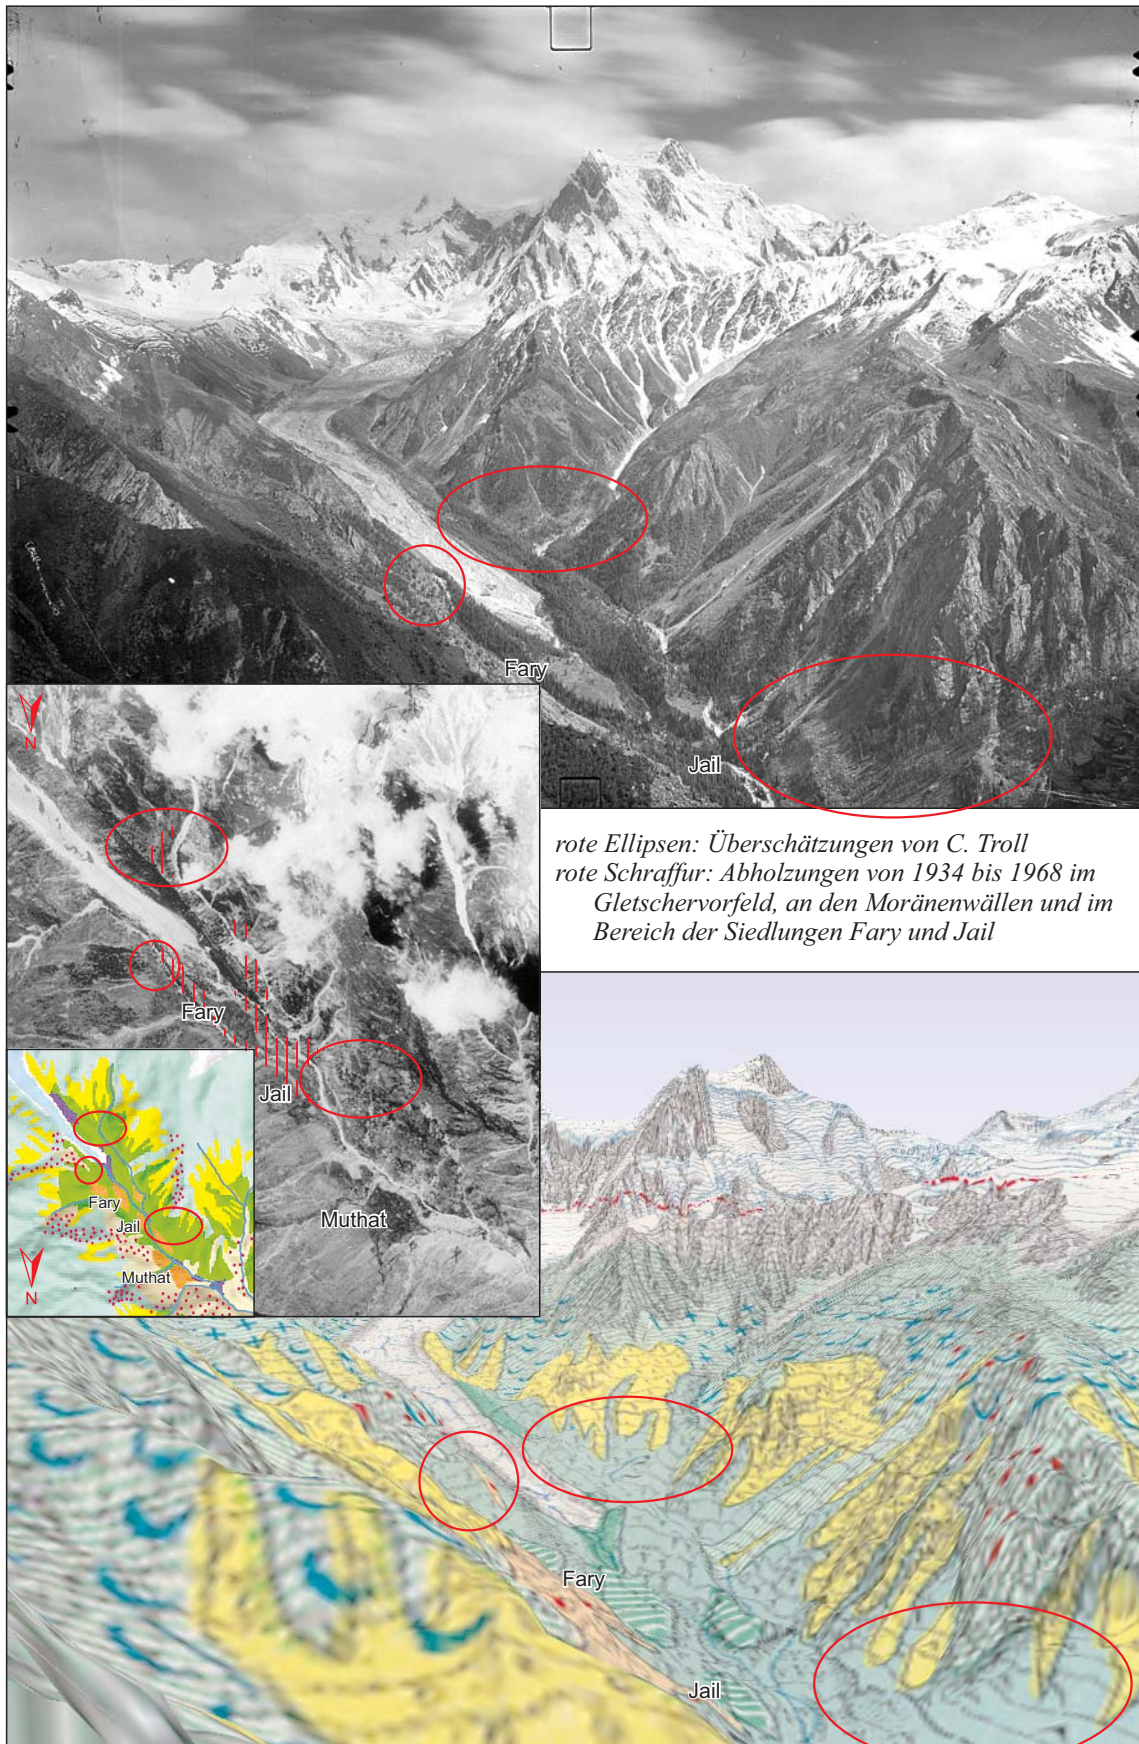 Fary
Jail
rote Ellipsen: Überschätzungen von C. Troll
rote Schraffur: Abholzungen von 1934 bis 1968 im
Gletschervorfeld, an den Moränenwällen und im
Bereich der Siedlungen Fary und Jail
N
Fary
Jail
Muthat
Fary
Jail
Muthat
N
Fary
Jail